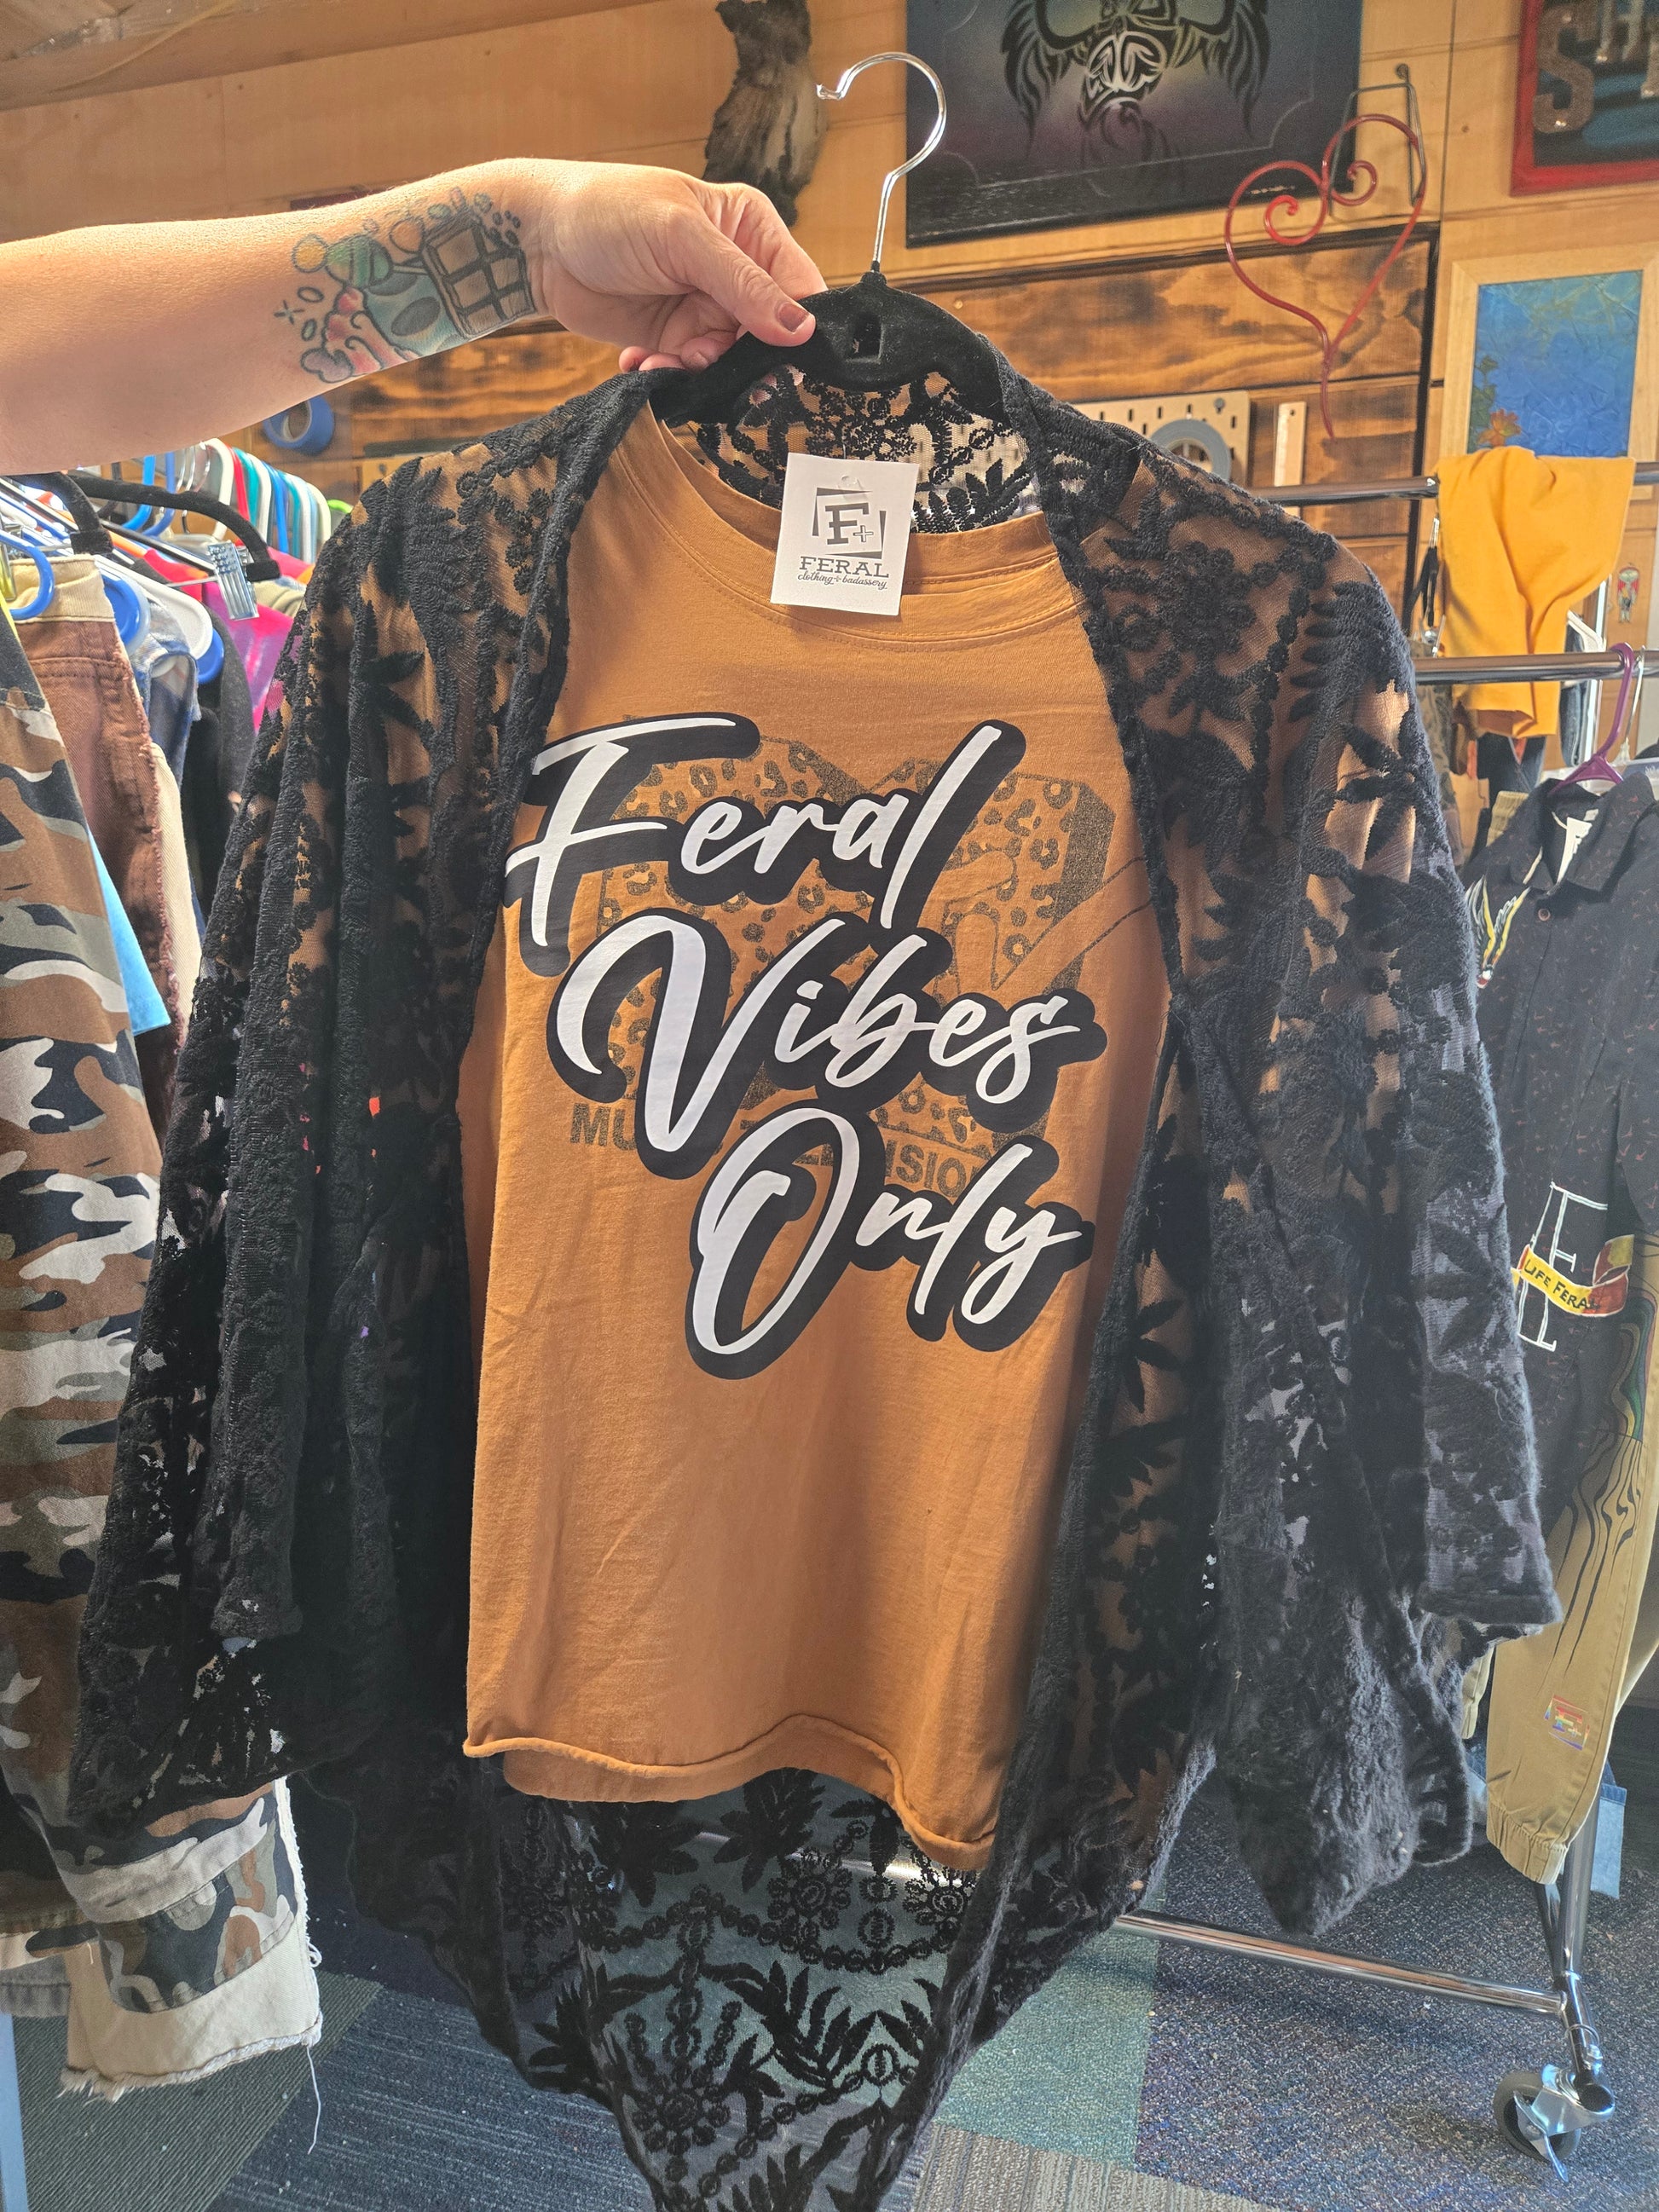 F+
FERAL
clothing + badassery
Feral
Vibes
Only
LIFE FERAL